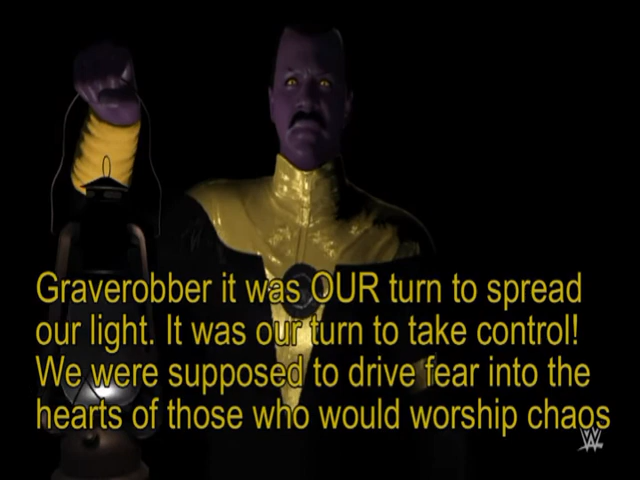 Graverobber it was OUR turn to spread
our light. It was our turn to take control!
We were supposed to drive fear into the
hearts of those who would worship chaos
W